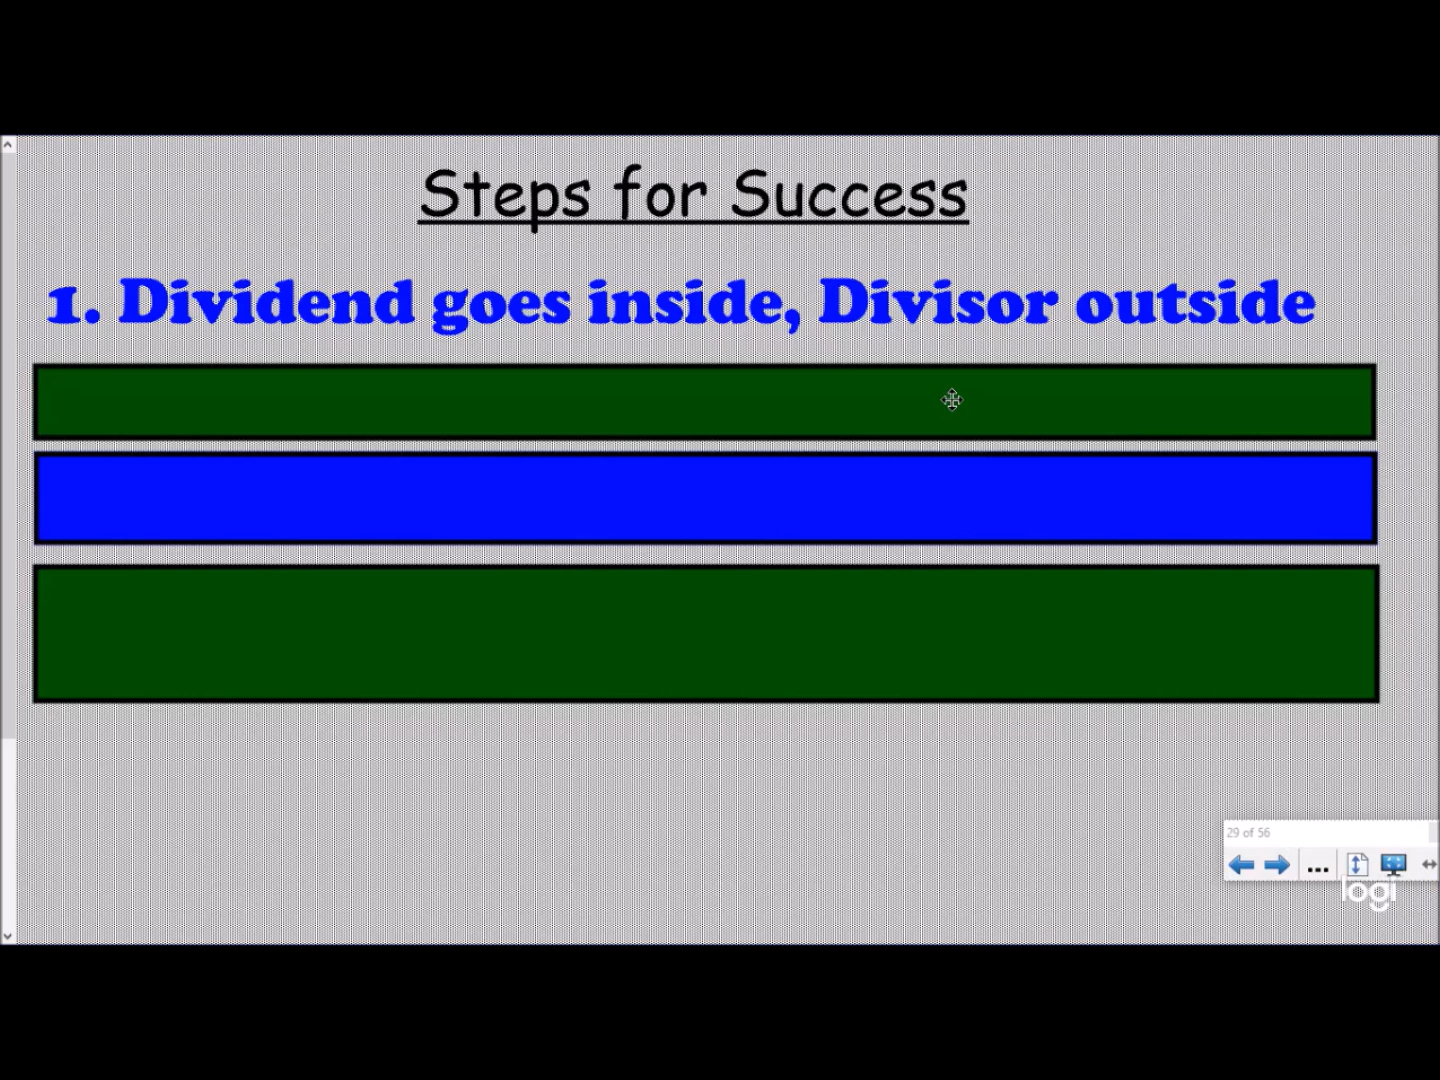 Steps for Success
1. Dividend goes inside, Divisor outside
29 of 56
...
logi